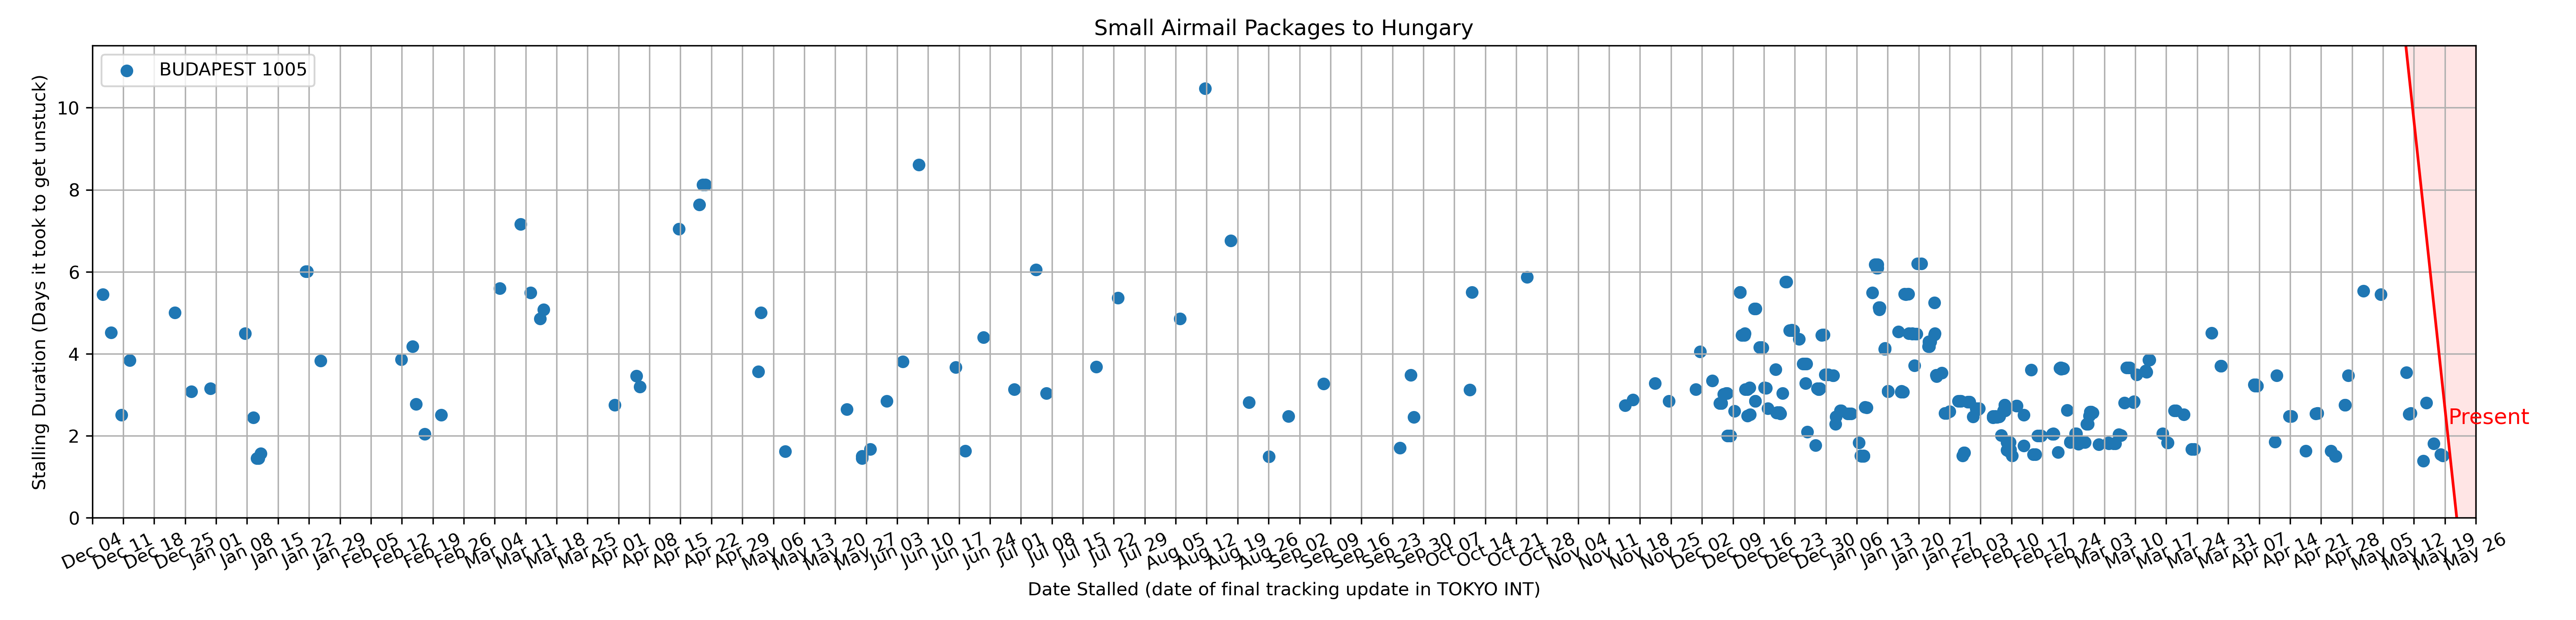 Small Airmail Packages to Hungary
BUDAPEST 1005
Stalling Duration (Days it took to get unstuck)
10
8
6
4
2
0
Present
Dec 04 Dec 11 Dec 18 Dec 25 Jan 01 Jan 08 Jan 15 Jan 22 Jan 29 Feb 05 Feb 12 Feb 19 Feb 26 Mar 04 Mar 11 Mar 18 Mar 25 Apr 01 Apr 08 Apr 15 Apr 22 Apr 29 May 06 May 13 May 20 May 27 Jun 03 Jun 10 Jun 17 Jun 24 Jul 01 Jul 08 Jul 15 Jul 22 Jul 29 Aug 05 Aug 12 Aug 19 Aug 26 Sep 02 Sep 09 Sep 16 Sep 23 Sep 30 Oct 07 Oct 14 Oct 21 Oct 28 Nov 04 Nov 11 Nov 18 Nov 25 Dec 02 Dec 09 Dec 16 Dec 23 Dec 30 Jan 06 Jan 13 Jan 20 Jan 27 Feb 03 Feb 10 Feb 17 Feb 24 Mar 03 Mar 10 Mar 17 Mar 24 Mar 31 Apr 07 Apr 14 Apr 21 Apr 28 May 05 May 12 May 19 May 26
Date Stalled (date of final tracking update in TOKYO INT)